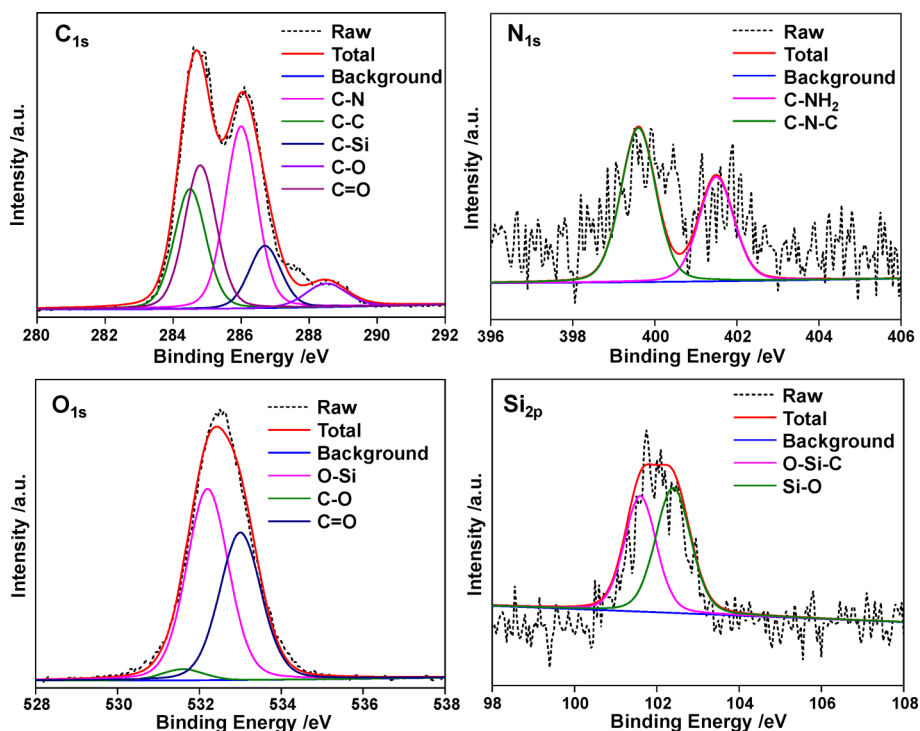 C1s
Raw
Total
Background
C-N
C-C
C-Si
C-O
C=O
Intensity /a.u.
280 282 284 286 288 290 292
Binding Energy /eV
N1s
Raw
Total
Background
C-NH2
C-N-C
Intensity /a.u.
396 398 400 402 404 406
Binding Energy /eV
O1s
Raw
Total
Background
O-Si
C-O
C=O
Intensity /a.u.
528 530 532 534 536 538
Binding Energy /eV
Si2p
Raw
Total
Background
O-Si-C
Si-O
Intensity /a.u.
98 100 102 104 106 108
Binding Energy /eV